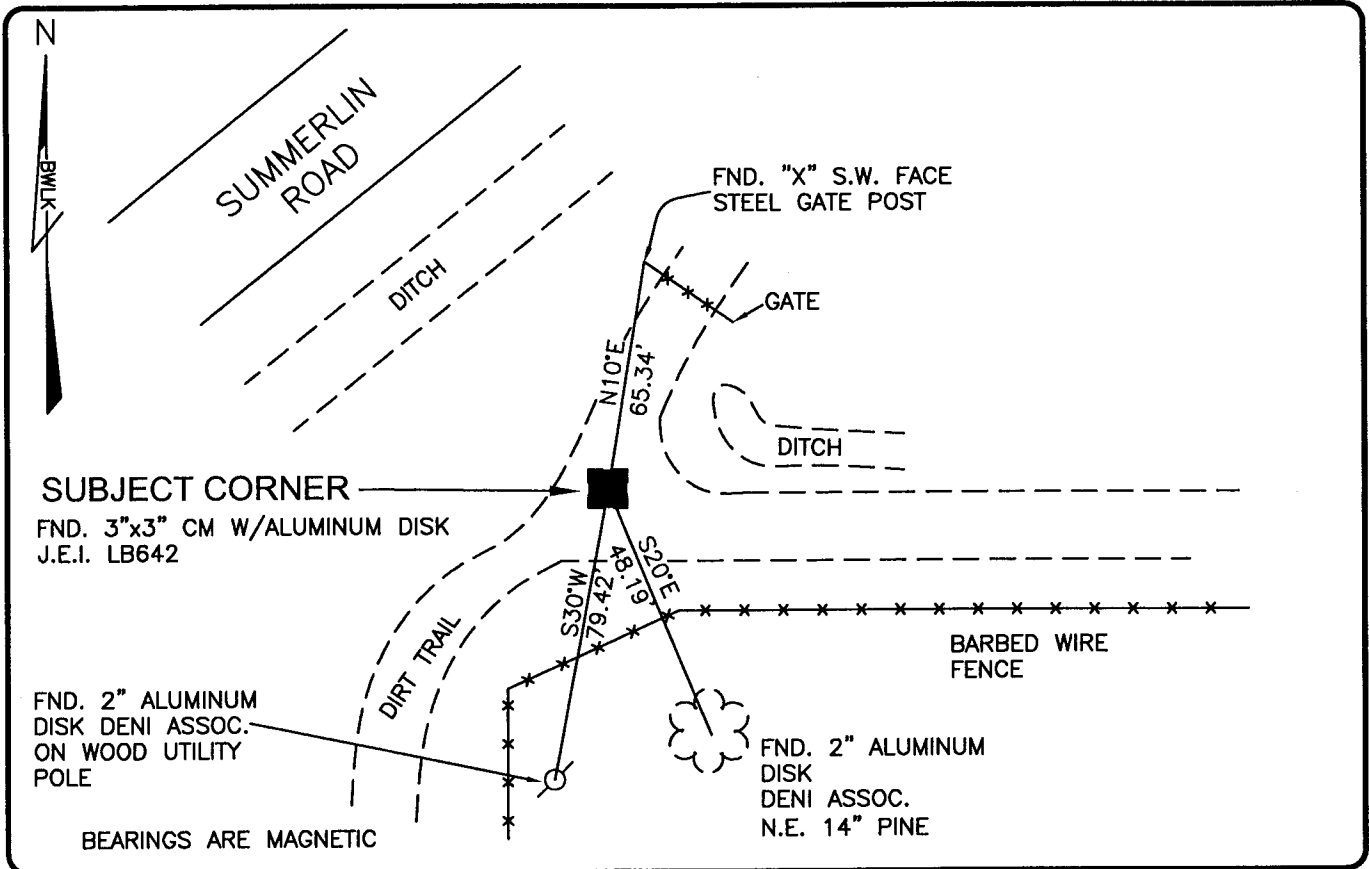 N
BWLK
SUMMERLIN
ROAD
DITCH
FND. "X" S.W. FACE
STEEL GATE POST
GATE
N10°E
65.34'
DITCH
SUBJECT CORNER
FND. 3"x3" CM W/ALUMINUM DISK
J.E.I. LB642
S30°W
79.42'
S20°E
48.19'
DIRT TRAIL
BARBED WIRE
FENCE
FND. 2" ALUMINUM
DISK DENI ASSOC.
ON WOOD UTILITY
POLE
FND. 2" ALUMINUM
DISK
DENI ASSOC.
N.E. 14" PINE
BEARINGS ARE MAGNETIC